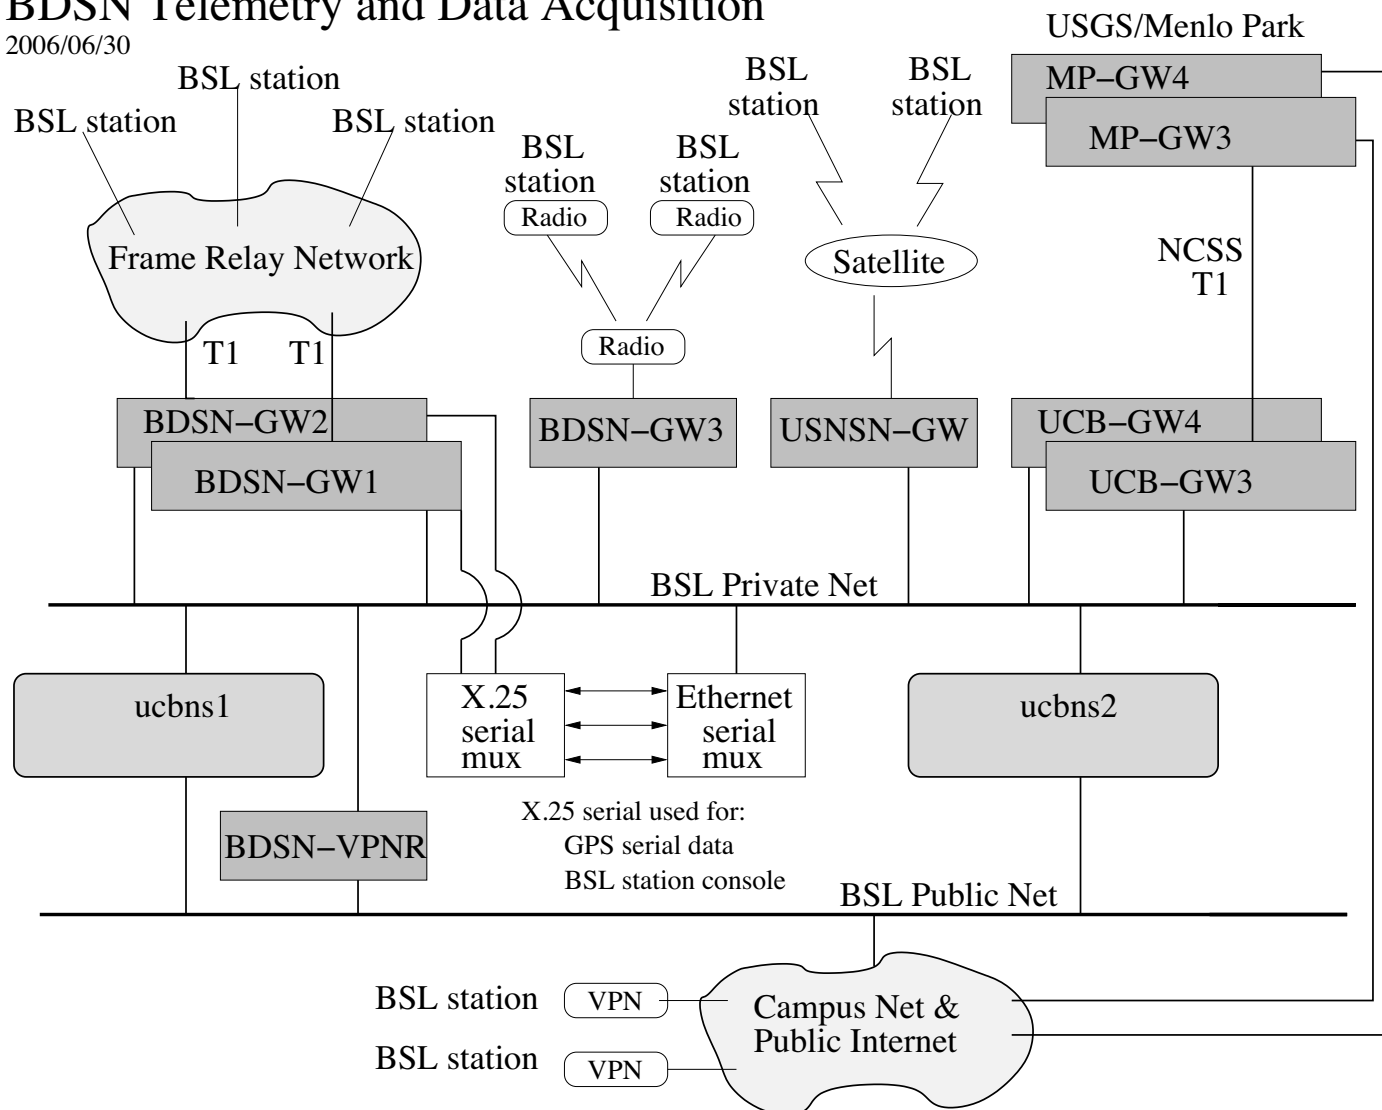 BDSN Telemetry and Data Acquisition
2006/06/30
USGS/Menlo Park
BSL station
BSL station
BSL station
BSL
station
BSL
station
BSL
station
BSL
station
MP−GW4
MP−GW3
Radio
Radio
Frame Relay Network
Satellite
NCSS
T1
Radio
T1
T1
BDSN−GW2
BDSN−GW1
BDSN−GW3
USNSN−GW
UCB−GW4
UCB−GW3
BSL Private Net
ucbns1
X.25
serial
mux
Ethernet
serial
mux
ucbns2
X.25 serial used for:
GPS serial data
BSL station console
BDSN−VPNR
BSL Public Net
BSL station
VPN
Campus Net &
Public Internet
BSL station
VPN